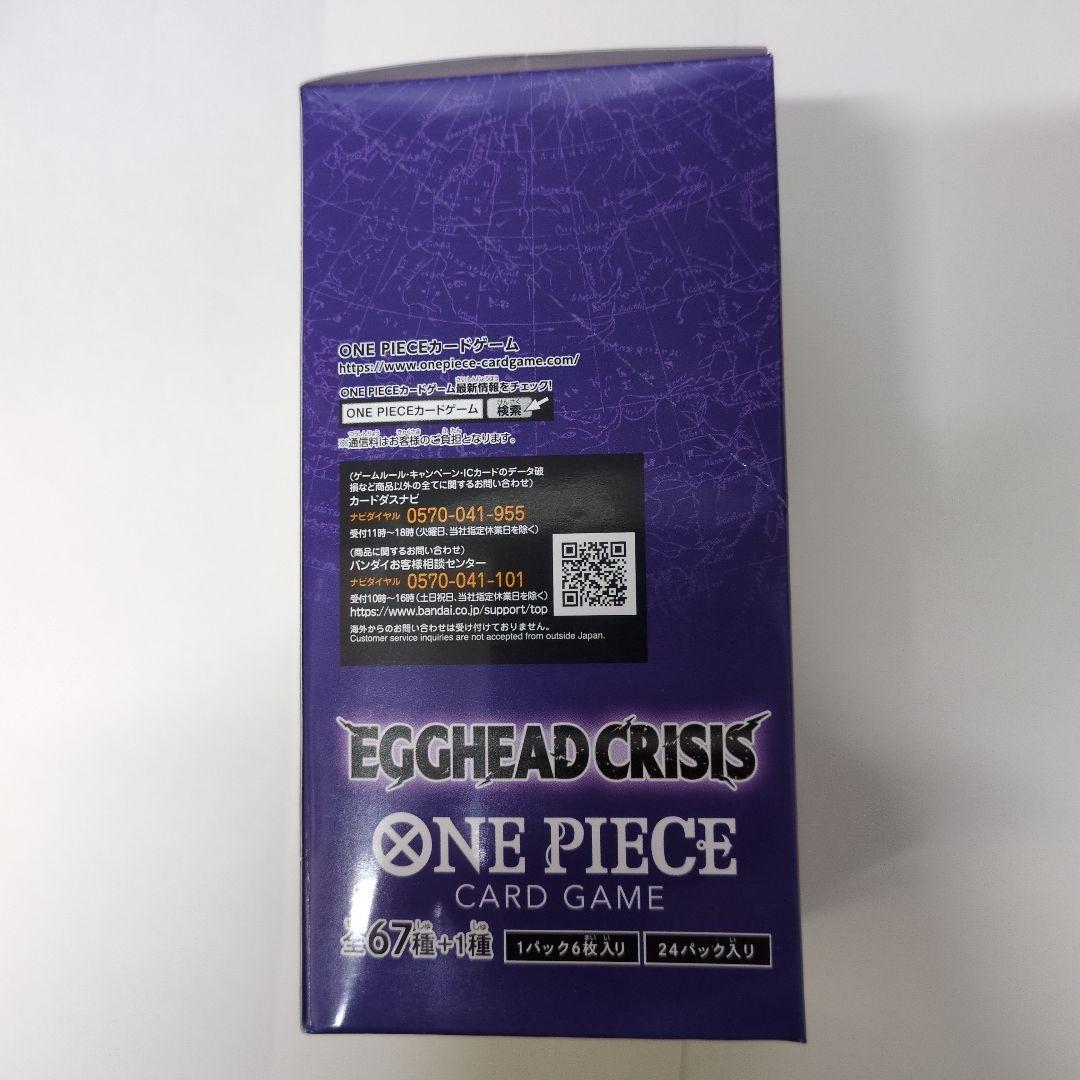 ONE PIECEカードゲーム
https://www.onepiece-cardgame.com/
ONE PIECEカードゲーム最新情報をチェック!
ONE PIECEカードゲーム 検索
※通信料はお客様のご負担となります。
(ゲームルール・キャンペーン・ICカードのデータ破
損など商品以外の全てに関するお問い合わせ)
カードダスナビ
ナビダイヤル 0570-041-955
受付11時~18時(火曜日、当社指定休業日を除く)
(商品に関するお問い合わせ)
バンダイお客様相談センター
ナビダイヤル 0570-041-101
受付10時~16時(土日祝日、当社指定休業日を除く)
https://www.bandai.co.jp/support/top
海外からのお問い合わせは受け付けておりません。
Customer service inquiries are not accepted from outside Japan.
EGGHEAD CRISIS
ONE PIECE
CARD GAME
全67種+1種 1パック6枚入り 24パック入り